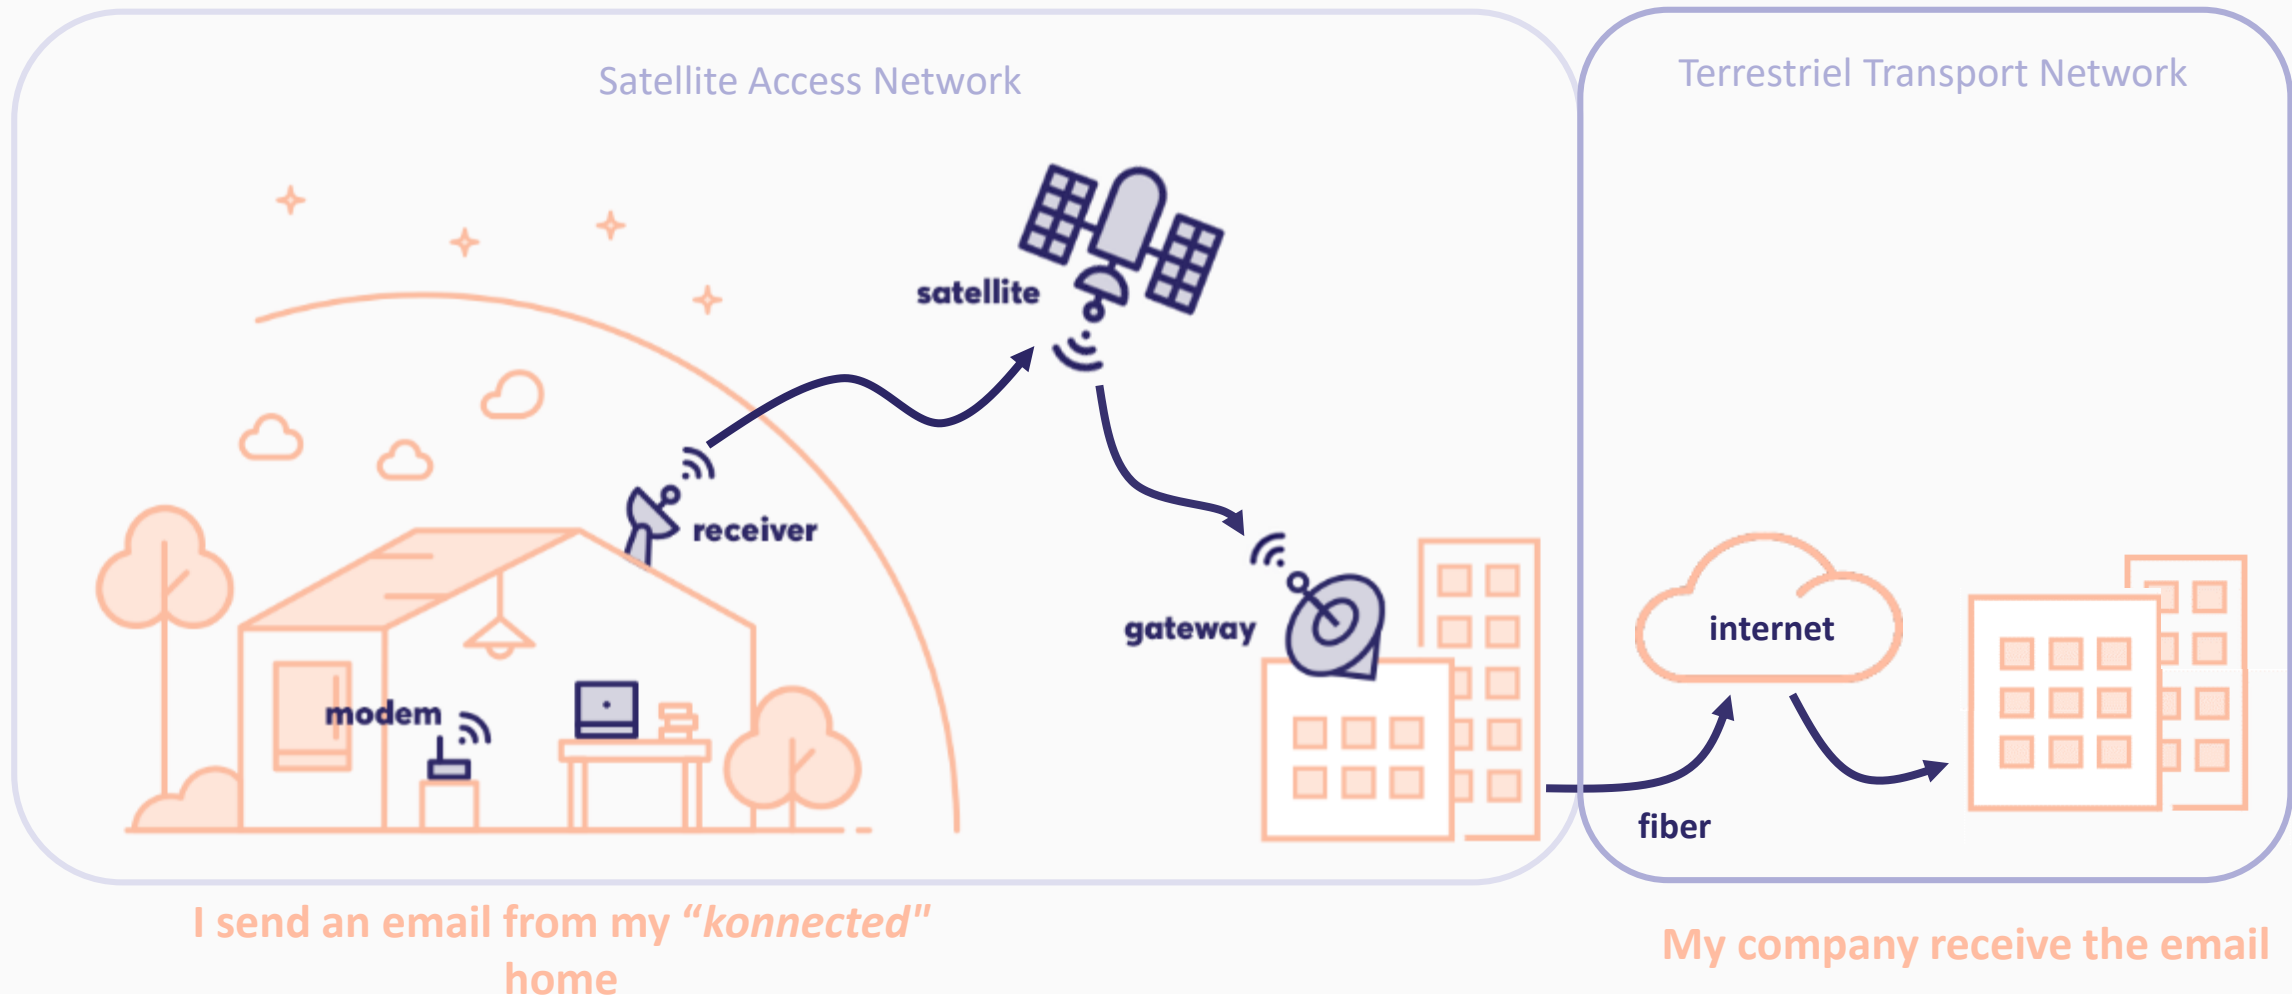 Satellite Access Network
Terrestriel Transport Network
satellite
receiver
gateway
internet
modem
fiber
I send an email from my “konnected"
home
My company receive the email